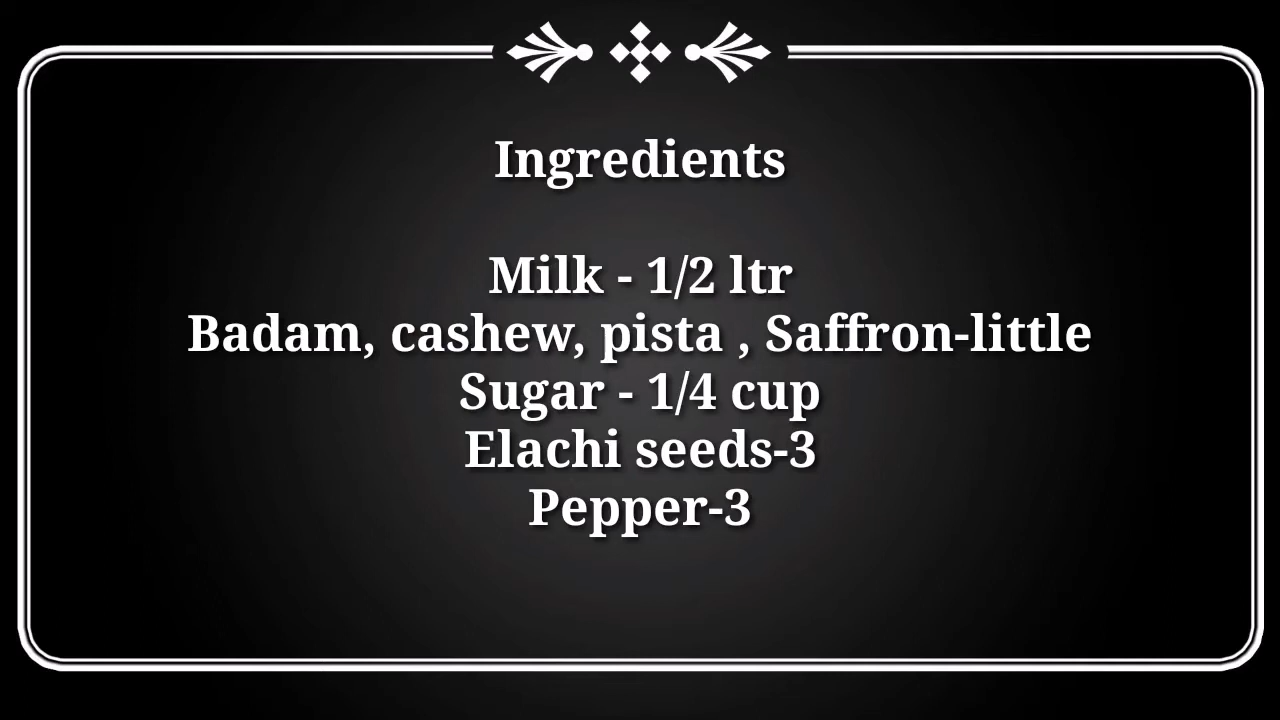 Ingredients
Milk - 1/2 ltr
Badam, cashew, pista , Saffron-little
Sugar - 1/4 cup
Elachi seeds-3
Pepper-3